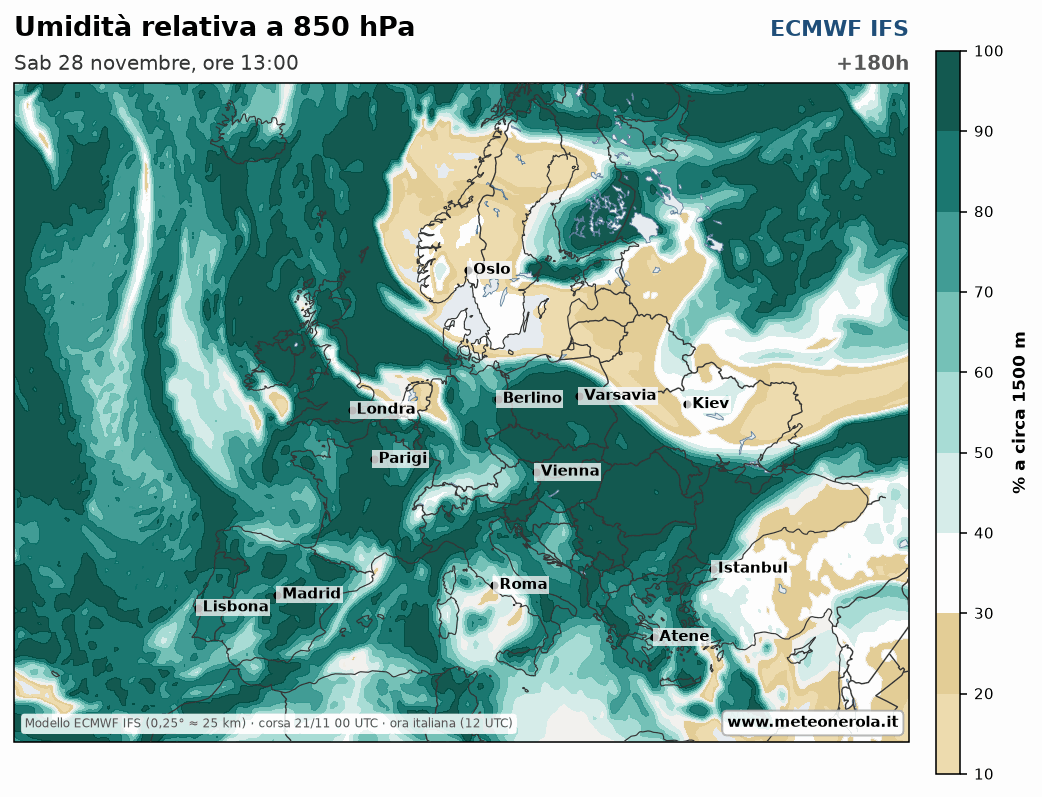 Umidità relativa a 850 hPa
ECMWF IFS
Sab 28 novembre, ore 13:00
+180h
100
90
80
70
60
50
40
30
20
10
% a circa 1500 m
Oslo
Londra
Berlino
Varsavia
Kiev
Parigi
Vienna
Istanbul
Roma
Madrid
Lisbona
Atene
Modello ECMWF IFS (0,25° ≈ 25 km) · corsa 21/11 00 UTC · ora italiana (12 UTC)
www.meteonerola.it